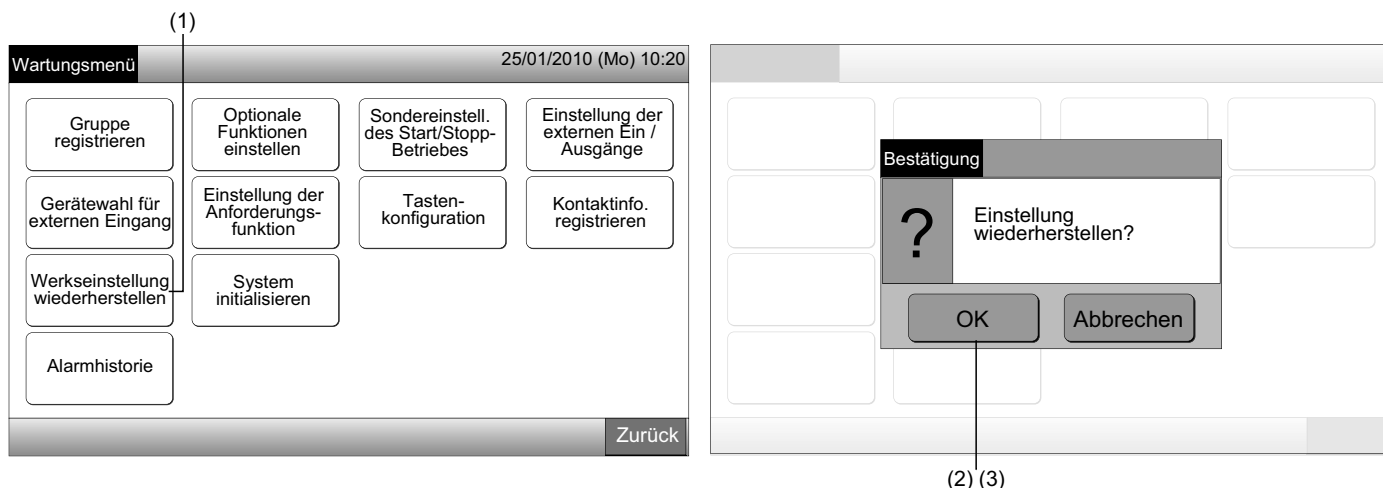 (1)
Wartungsmenü
25/01/2010 (Mo) 10:20
Gruppe
registrieren
Optionale
Funktionen
einstellen
Sondereinstell.
des Start/Stopp-
Betriebes
Einstellung der
externen Ein /
Ausgänge
Gerätewahl für
externen Eingang
Einstellung der
Anforderungs-
funktion
Tasten-
konfiguration
Kontaktinfo.
registrieren
Werkseinstellung
wiederherstellen
System
initialisieren
Alarmhistorie
Zurück
Bestätigung
?
Einstellung
wiederherstellen?
OK
Abbrechen
(2) (3)